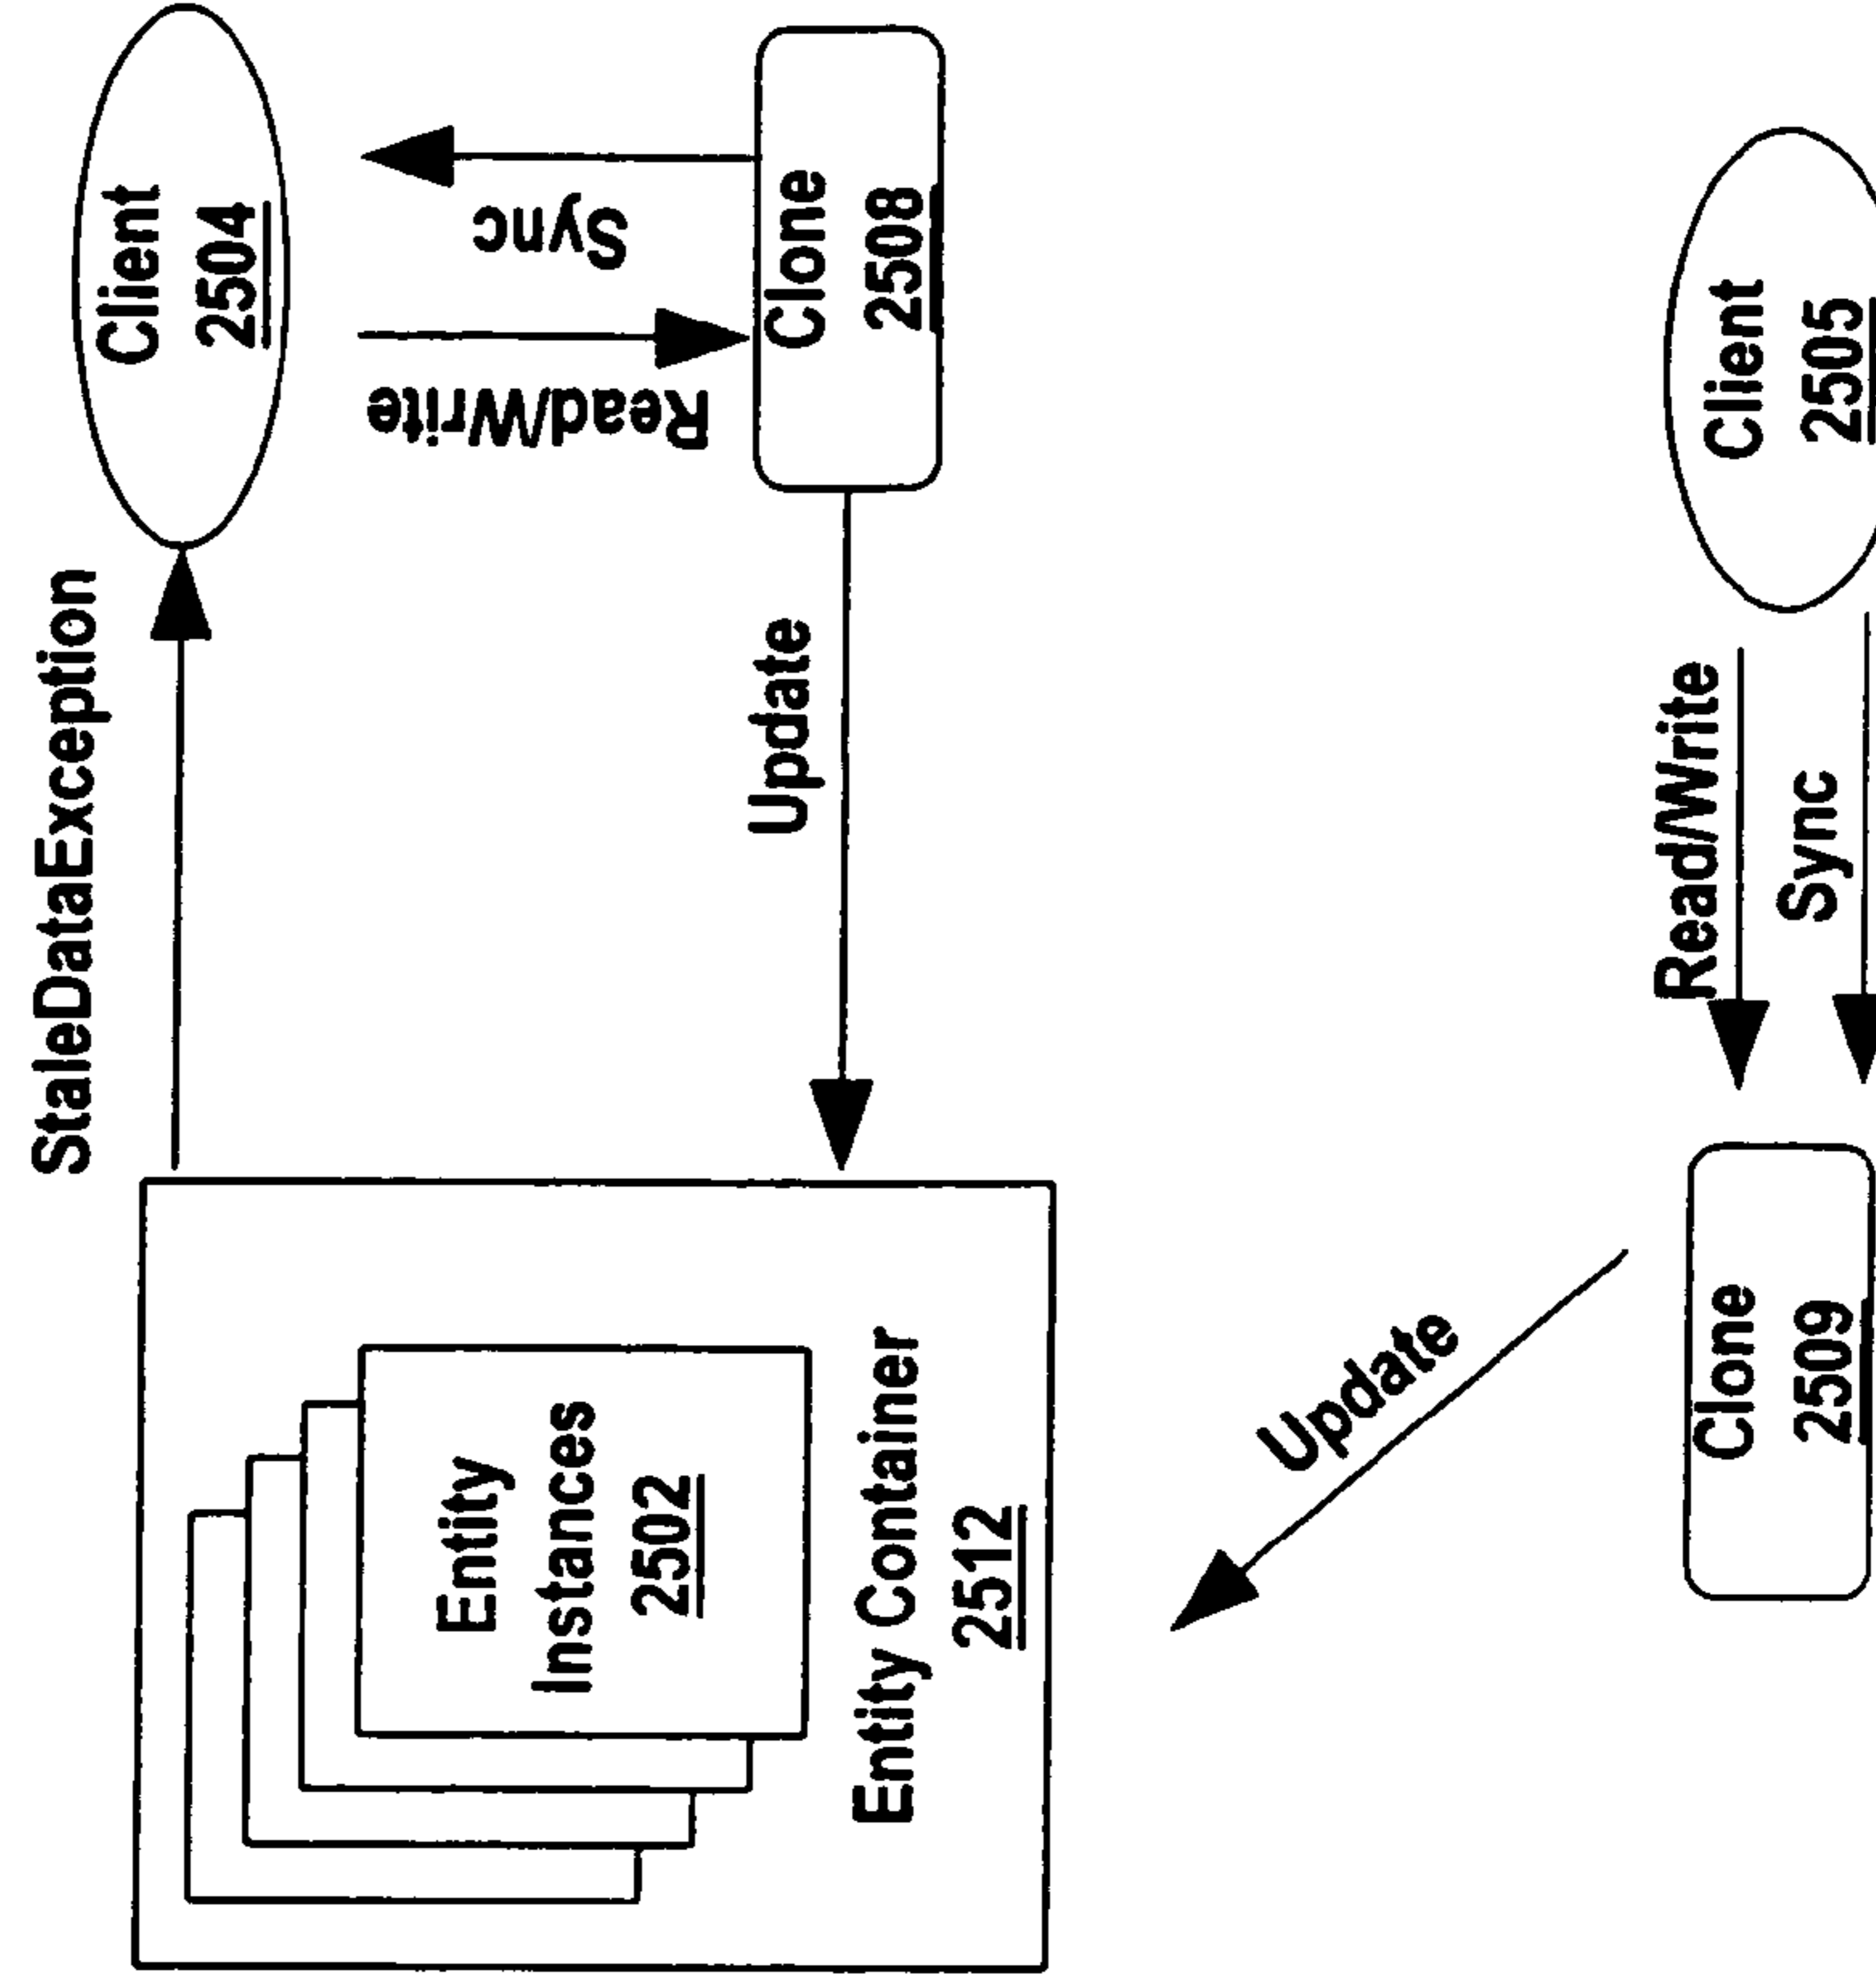 StaleDataException
Client
2504
Entity
Instances
2502
Read/Write
Sync
Update
Clone
2508
Entity Container
2512
Update
Read/Write
Sync
Clone
2509
Client
2505